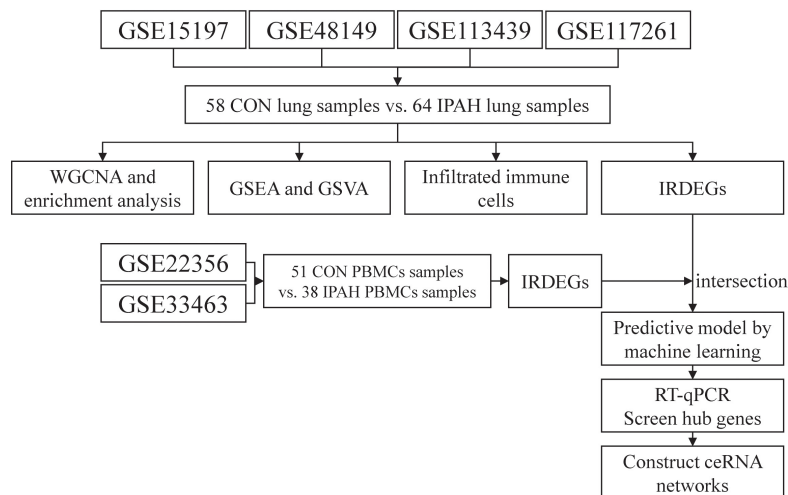 GSE15197
GSE48149
GSE113439
GSE117261
58 CON lung samples vs. 64 IPAH lung samples
WGCNA and
enrichment analysis
GSEA and GSVA
Infiltrated immune
cells
IRDEGs
GSE22356
GSE33463
51 CON PBMCs samples
vs. 38 IPAH PBMCs samples
IRDEGs
intersection
Predictive model by
machine learning
RT-qPCR
Screen hub genes
Construct ceRNA
networks